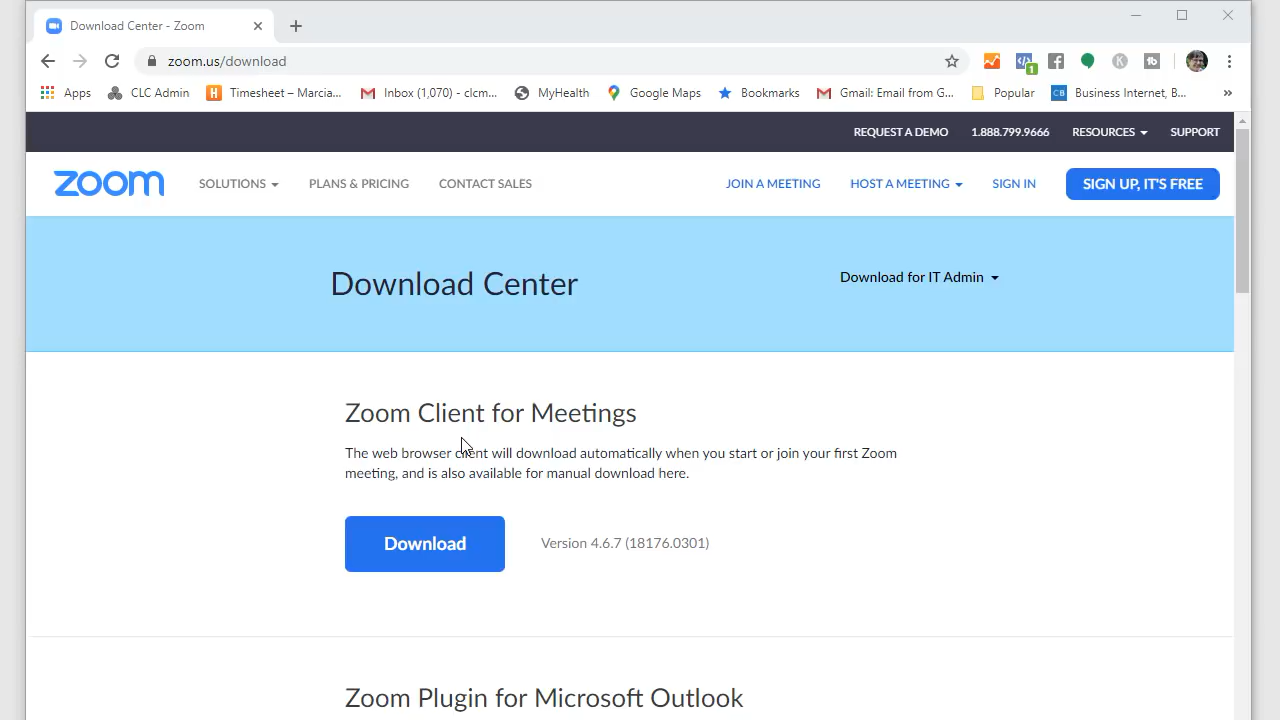 Download Center - Zoom
zoom.us/download
1
Apps
CLC Admin
Timesheet – Marcia...
Inbox (1,070) - clcm...
MyHealth
Google Maps
Bookmarks
Gmail: Email from G...
Popular
CB
Business Internet, B...
»
REQUEST A DEMO
1.888.799.9666
RESOURCES
SUPPORT
zoom
SOLUTIONS
PLANS & PRICING
CONTACT SALES
JOIN A MEETING
HOST A MEETING
SIGN IN
SIGN UP, IT'S FREE
Download Center
Download for IT Admin
Zoom Client for Meetings
The web browser client will download automatically when you start or join your first Zoom
meeting, and is also available for manual download here.
Download
Version 4.6.7 (18176.0301)
Zoom Plugin for Microsoft Outlook